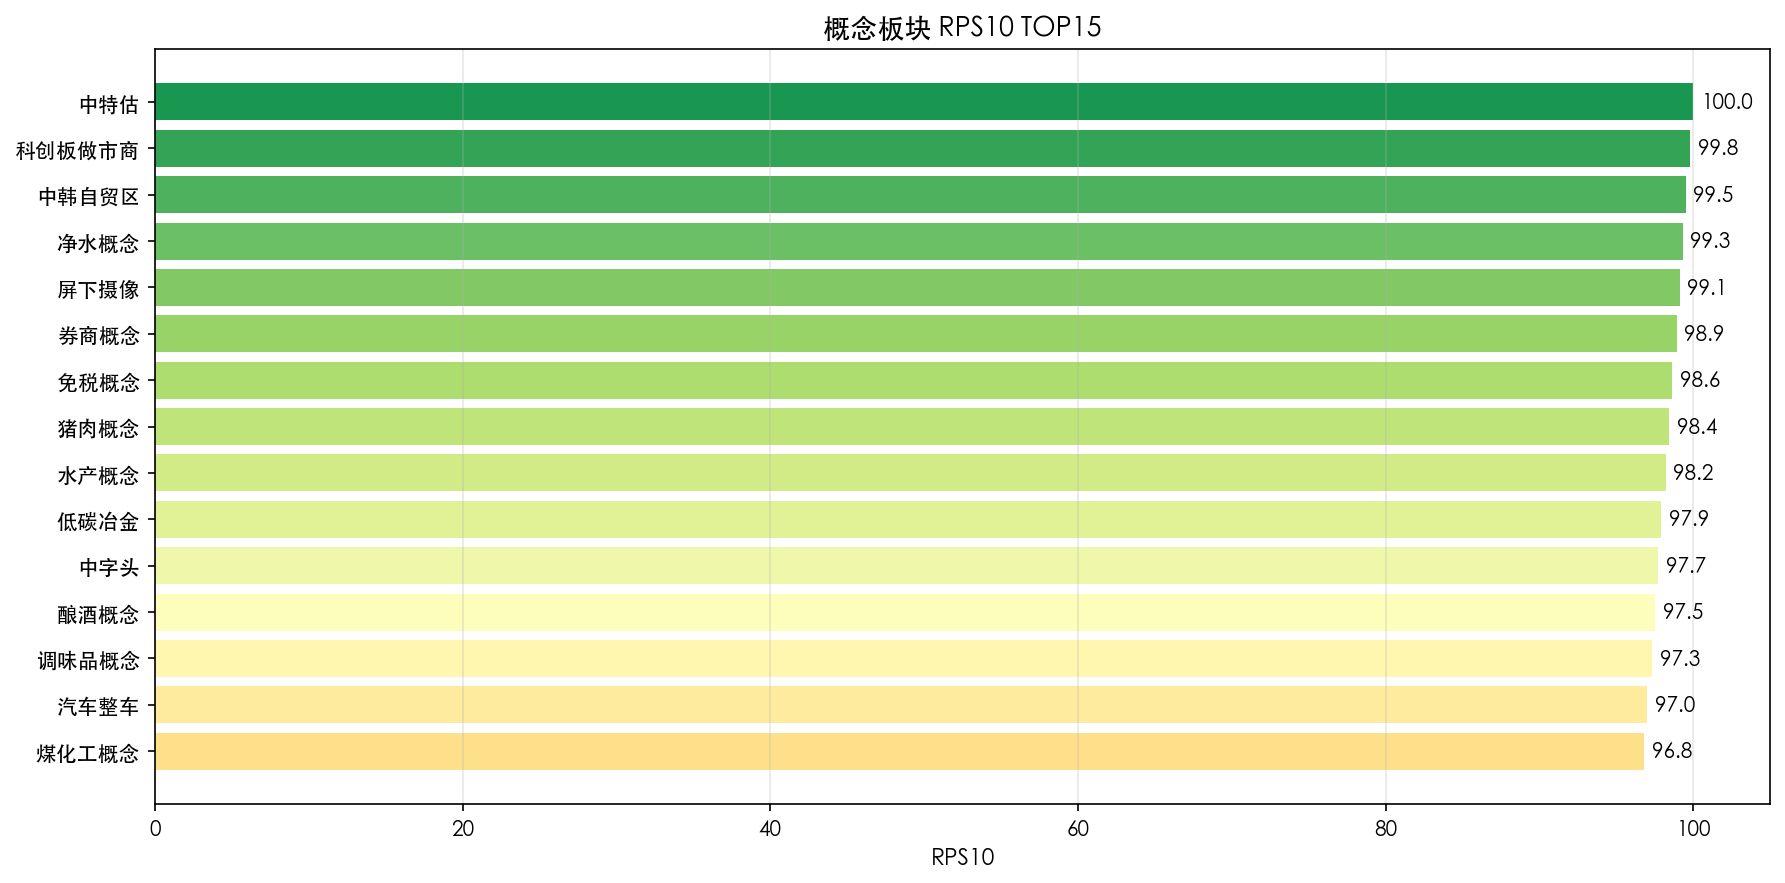 概念板块 RPS10 TOP15
中特估 100.0
科创板做市商 99.8
中韩自贸区 99.5
净水概念 99.3
屏下摄像 99.1
券商概念 98.9
免税概念 98.6
猪肉概念 98.4
水产概念 98.2
低碳冶金 97.9
中字头 97.7
酿酒概念 97.5
调味品概念 97.3
汽车整车 97.0
煤化工概念 96.8
0 20 40 60 80 100
RPS10